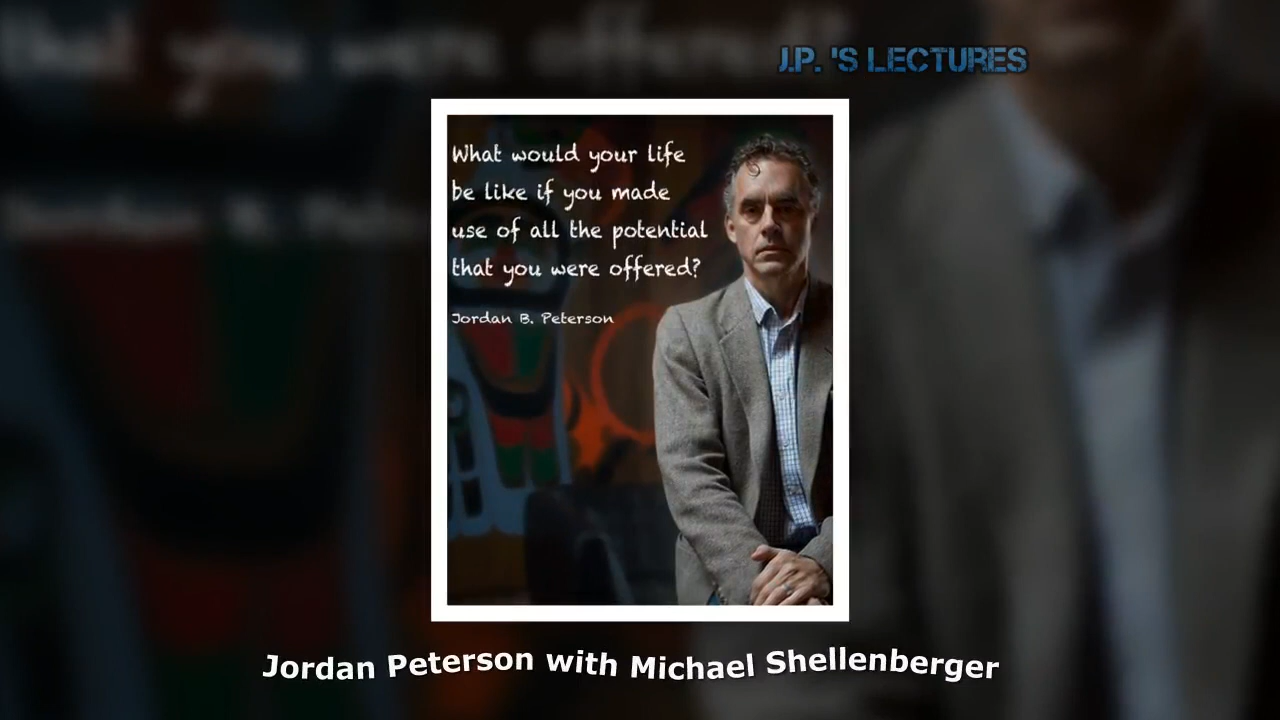 J.P. 'S LECTURES
What would your life
be like if you made
use of all the potential
that you were offered?
Jordan B. Peterson
Jordan Peterson with Michael Shellenberger